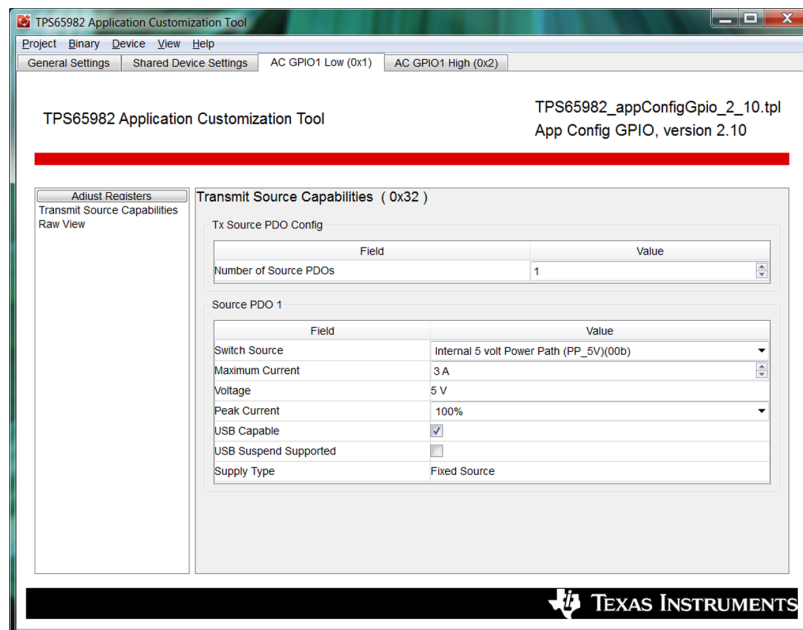 TPS65982 Application Customization Tool
Project Binary Device View Help
General Settings Shared Device Settings AC GPIO1 Low (0x1) AC GPIO1 High (0x2)
TPS65982 Application Customization Tool
TPS65982_appConfigGpio_2_10.tpl
App Config GPIO, version 2.10
Adjust Registers
Transmit Source Capabilities
Raw View
Transmit Source Capabilities ( 0x32 )
Tx Source PDO Config
Field Value
Number of Source PDOs 1
Source PDO 1
Field Value
Switch Source Internal 5 volt Power Path (PP_5V)(00b)
Maximum Current 3 A
Voltage 5 V
Peak Current 100%
USB Capable
USB Suspend Supported
Supply Type Fixed Source
TEXAS INSTRUMENTS